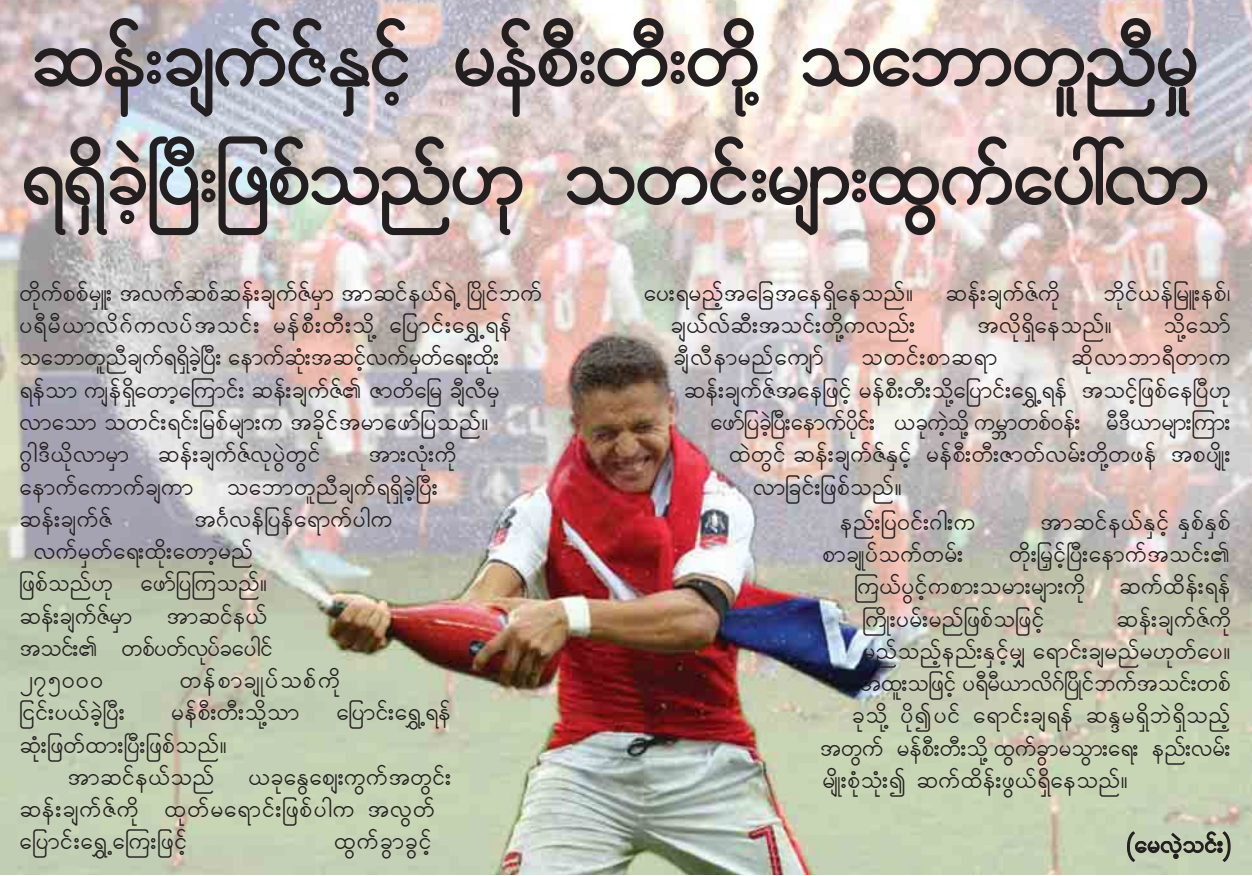 ဆန်းချက်ဇ်နှင့် မန်စီးတီးတို့ သဘောတူညီမှု
ရရှိခဲ့ပြီးဖြစ်သည်ဟု သတင်းများထွက်ပေါ်လာ
တိုက်စစ်မှူး အလက်ဆစ်ဆန်းချက်ဇ်မှာ အာဆင်နယ်ရဲ့ ပြိုင်ဘက်
ပရီမီယာလိဂ်ကလပ်အသင်း မန်စီးတီးသို့ ပြောင်းရွှေ့ရန်
သဘောတူညီချက်ရရှိခဲ့ပြီး နောက်ဆုံးအဆင့်လက်မှတ်ရေးထိုး
ရန်သာ ကျန်ရှိတော့ကြောင်း ဆန်းချက်ဇ်၏ ဇာတိမြေ ချီလီမှ
လာသော သတင်းရင်းမြစ်များက အခိုင်အမာဖော်ပြသည်။
ဂွါဒီယိုလာမှာ ဆန်းချက်ဇ်လုပွဲတွင် အားလုံးကို
နောက်ကောက်ချကာ သဘောတူညီချက်ရရှိခဲ့ပြီး
ဆန်းချက်ဇ် အင်္ဂလန်ပြန်ရောက်ပါက
လက်မှတ်ရေးထိုးတော့မည်
ဖြစ်သည်ဟု ဖော်ပြကြသည်။
ဆန်းချက်ဇ်မှာ အာဆင်နယ်
အသင်း၏ တစ်ပတ်လုပ်ခပေါင်
၂၇၅၀၀၀ တန်စာချုပ်သစ်ကို
ငြင်းပယ်ခဲ့ပြီး မန်စီးတီးသို့သာ ပြောင်းရွှေ့ရန်
ဆုံးဖြတ်ထားပြီးဖြစ်သည်။
အာဆင်နယ်သည် ယခုနွေဈေးကွက်အတွင်း
ဆန်းချက်ဇ်ကို ထုတ်မရောင်းဖြစ်ပါက အလွတ်
ပြောင်းရွှေ့ကြေးဖြင့် ထွက်ခွာခွင့်
ပေးရမည့်အခြေအနေရှိနေသည်။ ဆန်းချက်ဇ်ကို ဘိုင်ယန်မြူးနစ်၊
ချယ်လ်ဆီးအသင်းတို့ကလည်း အလိုရှိနေသည်။ သို့သော်
ချီလီနာမည်ကျော် သတင်းစာဆရာ ဆိုလာဘာရီတာက
ဆန်းချက်ဇ်အနေဖြင့် မန်စီးတီးသို့ပြောင်းရွှေ့ရန် အသင့်ဖြစ်နေပြီဟု
ဖော်ပြခဲ့ပြီးနောက်ပိုင်း ယခုကဲ့သို့ ကမ္ဘာတစ်ဝန်း မီဒီယာများကြား
ထဲတွင် ဆန်းချက်ဇ်နှင့် မန်စီးတီးဇာတ်လမ်းတို့တဖန် အစပျိုး
လာခြင်းဖြစ်သည်။
နည်းပြဝင်းဂါးက အာဆင်နယ်နှင့် နှစ်နှစ်
စာချုပ်သက်တမ်း တိုးမြှင့်ပြီးနောက်အသင်း၏
ကြယ်ပွင့်ကစားသမားများကို ဆက်ထိန်းရန်
ကြိုးပမ်းမည်ဖြစ်သဖြင့် ဆန်းချက်ဇ်ကို
မည်သည့်နည်းနှင့်မျှ ရောင်းချမည်မဟုတ်ပေ။
အထူးသဖြင့် ပရီမီယာလိဂ်ပြိုင်ဘက်အသင်းတစ်
ခုသို့ ပို၍ပင် ရောင်းချရန် ဆန္ဒမရှိဘဲရှိသည့်
အတွက် မန်စီးတီးသို့ ထွက်ခွာမသွားရေး နည်းလမ်း
မျိုးစုံသုံး၍ ဆက်ထိန်းဖွယ်ရှိနေသည်။
(မေလဲ့သင်း)
7